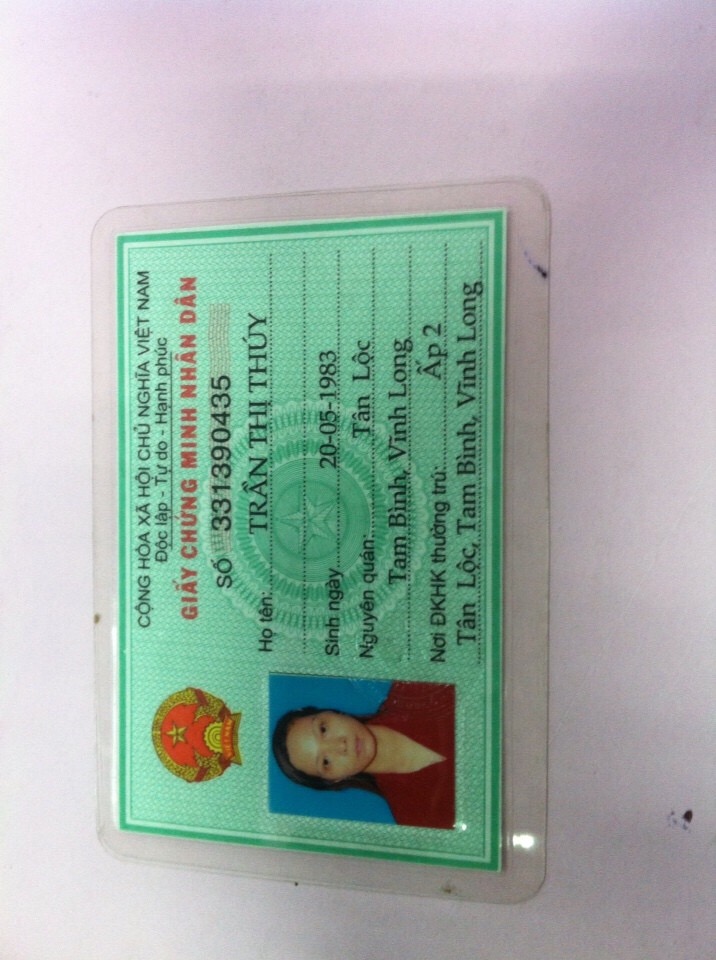 CỘNG HÒA XÃ HỘI CHỦ NGHĨA VIỆT NAM
Độc lập - Tự do - Hạnh phúc
GIẤY CHỨNG MINH NHÂN DÂN
SỐ 331390435
Họ tên: TRẦN THỊ THÚY
Sinh ngày 20-05-1983
Nguyên quán: Tân Lộc
Tam Bình, Vĩnh Long
Nơi ĐKHK thường trú: Ấp 2
Tân Lộc, Tam Bình, Vĩnh Long
VIỆT NAM